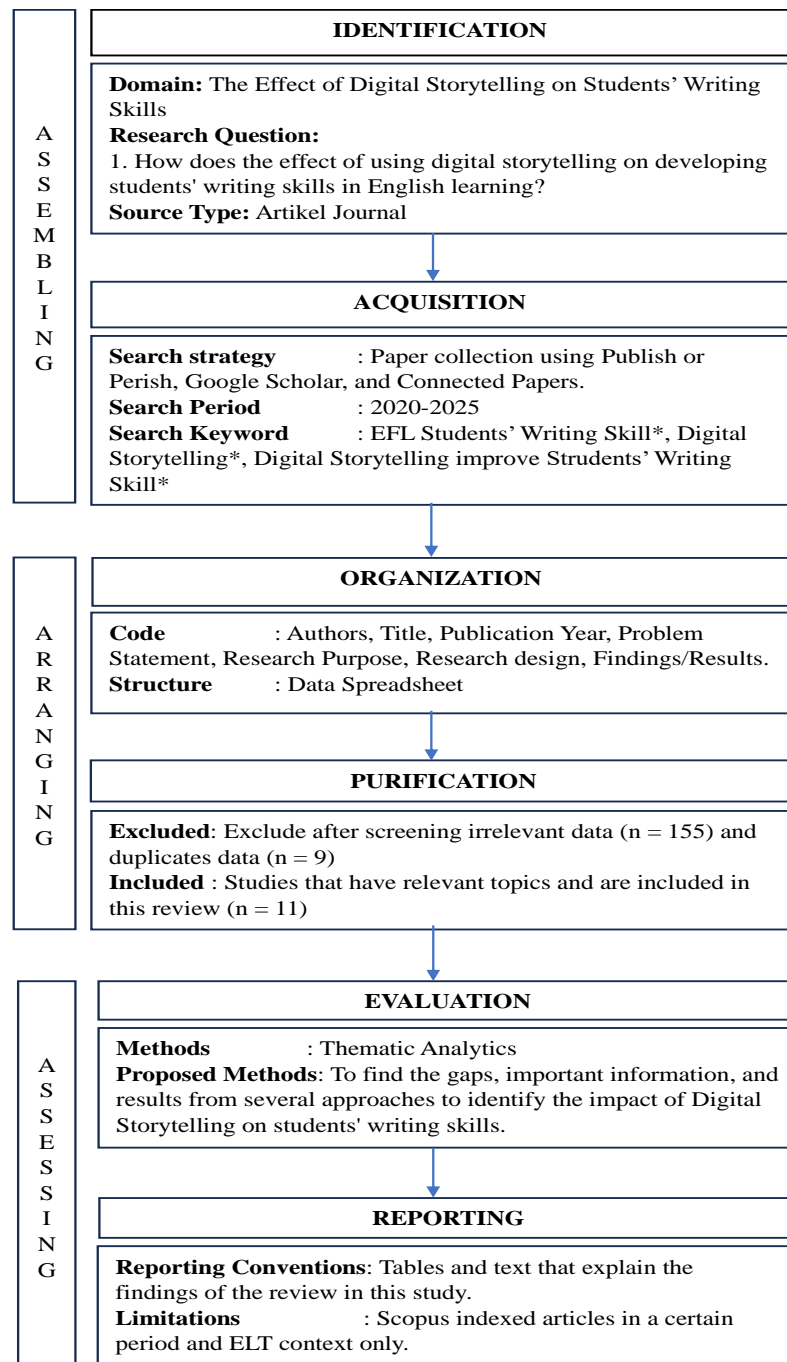 IDENTIFICATION
A
S
S
E
M
B
L
I
N
G
Domain: The Effect of Digital Storytelling on Students' Writing
Skills
Research Question:
1. How does the effect of using digital storytelling on developing
students' writing skills in English learning?
Source Type: Artikel Journal
ACQUISITION
Search strategy : Paper collection using Publish or
Perish, Google Scholar, and Connected Papers.
Search Period : 2020-2025
Search Keyword : EFL Students' Writing Skill*, Digital
Storytelling*, Digital Storytelling improve Strudents' Writing
Skill*
A
R
R
A
N
G
I
N
G
ORGANIZATION
Code : Authors, Title, Publication Year, Problem
Statement, Research Purpose, Research design, Findings/Results.
Structure : Data Spreadsheet
PURIFICATION
Excluded: Exclude after screening irrelevant data (n = 155) and
duplicates data (n = 9)
Included : Studies that have relevant topics and are included in
this review (n = 11)
A
S
S
E
S
S
I
N
G
EVALUATION
Methods : Thematic Analytics
Proposed Methods: To find the gaps, important information, and
results from several approaches to identify the impact of Digital
Storytelling on students' writing skills.
REPORTING
Reporting Conventions: Tables and text that explain the
findings of the review in this study.
Limitations : Scopus indexed articles in a certain
period and ELT context only.